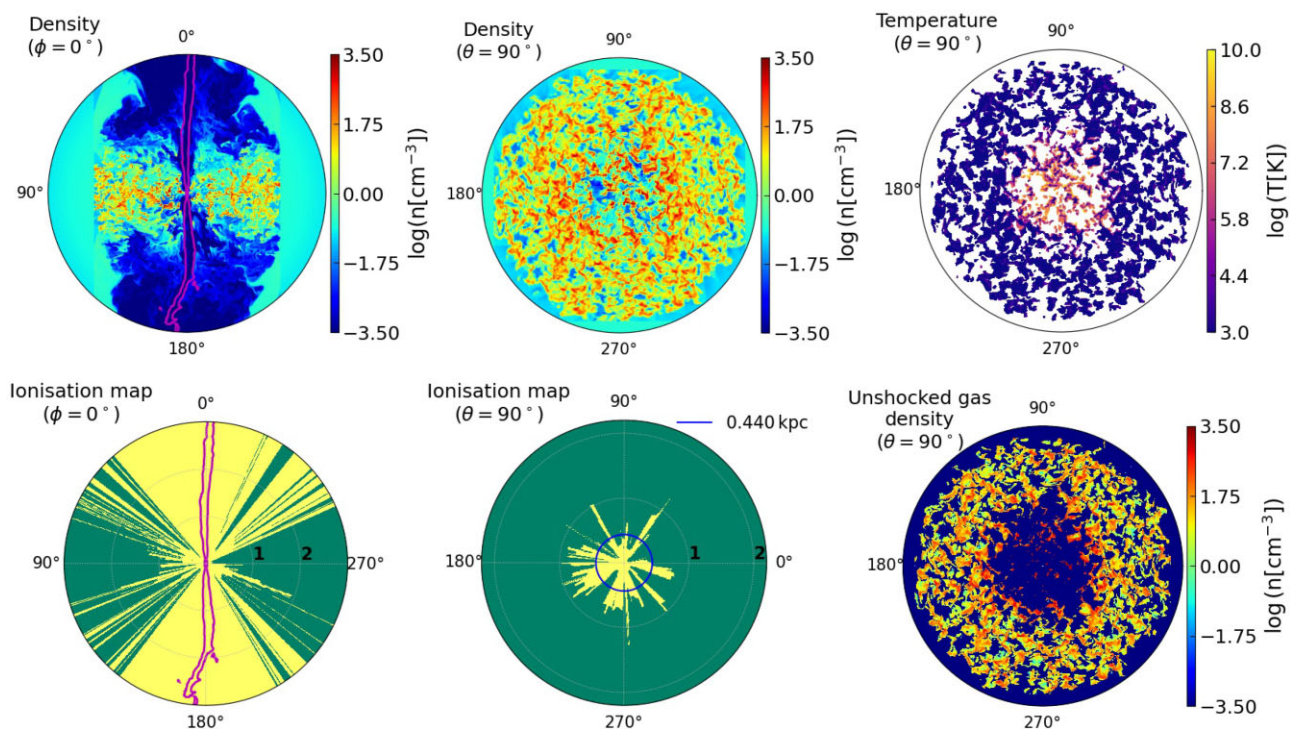 Density
(ϕ = 0°)
0°
90°
180°
3.50
1.75
0.00
−1.75
−3.50
log(n[cm⁻³])
Density
(θ = 90°)
90°
180°
270°
3.50
1.75
0.00
−1.75
−3.50
log(n[cm⁻³])
Temperature
(θ = 90°)
90°
180°
270°
10.0
8.6
7.2
5.8
4.4
3.0
log(T[K])
Ionisation map
(ϕ = 0°)
0°
90°
1
2
270°
180°
Ionisation map
(θ = 90°)
90°
0.440 kpc
180°
1
2
0°
270°
Unshocked gas
density
(θ = 90°)
90°
180°
270°
3.50
1.75
0.00
−1.75
−3.50
log(n[cm⁻³])